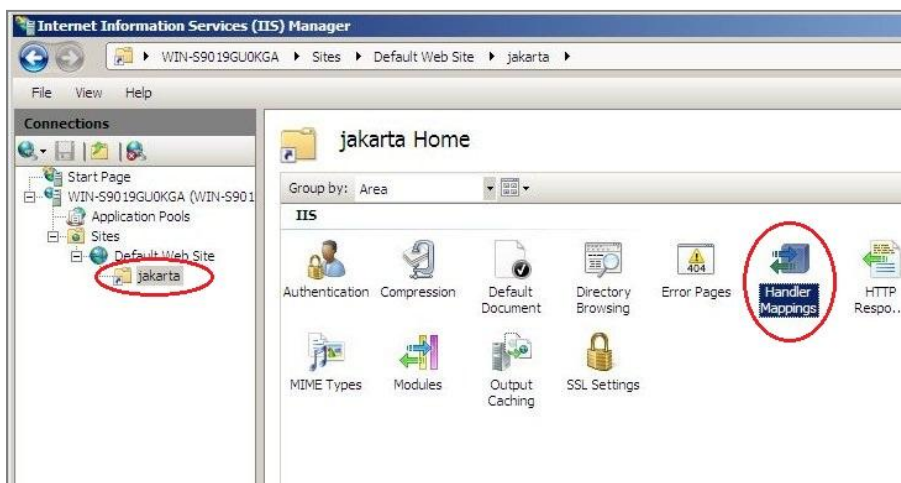 Internet Information Services (IIS) Manager
WIN-S9019GU0KGA ▸ Sites ▸ Default Web Site ▸ jakarta ▸
File View Help
Connections
Start Page
WIN-S9019GU0KGA (WIN-S901
Application Pools
Sites
Default Web Site
jakarta
jakarta Home
Group by: Area
IIS
Authentication
Compression
Default
Document
Directory
Browsing
404
Error Pages
Handler
Mappings
HTTP
Respo...
MIME Types
Modules
Output
Caching
SSL Settings